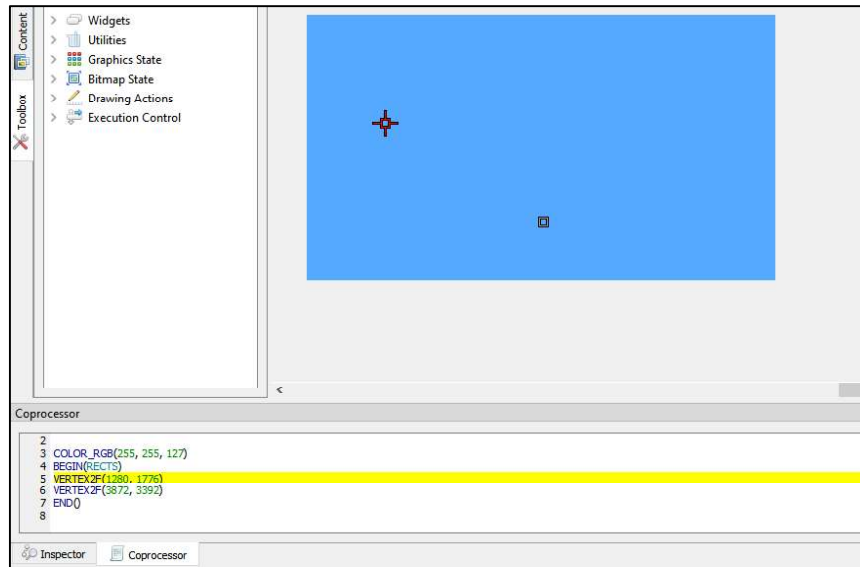 Content
Toolbox
Widgets
Utilities
Graphics State
Bitmap State
Drawing Actions
Execution Control
Coprocessor
2
3 COLOR_RGB(255, 255, 127)
4 BEGIN(RECTS)
5 VERTEX2F(1280, 1776)
6 VERTEX2F(3872, 3392)
7 END()
8
Inspector
Coprocessor